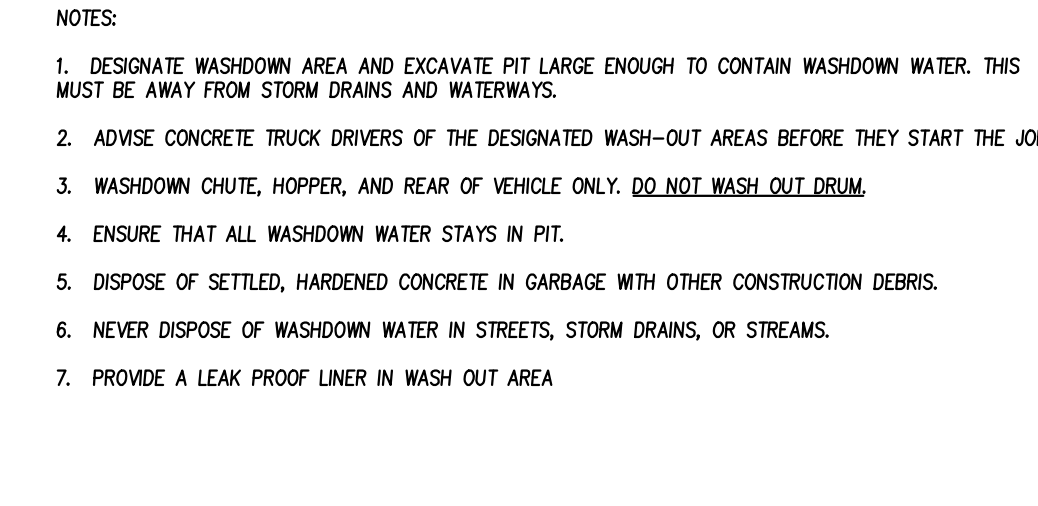 NOTES:
1. DESIGNATE WASHDOWN AREA AND EXCAVATE PIT LARGE ENOUGH TO CONTAIN WASHDOWN WATER. THIS
MUST BE AWAY FROM STORM DRAINS AND WATERWAYS.
2. ADVISE CONCRETE TRUCK DRIVERS OF THE DESIGNATED WASH-OUT AREAS BEFORE THEY START THE
3. WASHDOWN CHUTE, HOPPER, AND REAR OF VEHICLE ONLY. DO NOT WASH OUT DRUM.
4. ENSURE THAT ALL WASHDOWN WATER STAYS IN PIT.
5. DISPOSE OF SETTLED, HARDENED CONCRETE IN GARBAGE WITH OTHER CONSTRUCTION DEBRIS.
6. NEVER DISPOSE OF WASHDOWN WATER IN STREETS, STORM DRAINS, OR STREAMS.
7. PROVIDE A LEAK PROOF LINER IN WASH OUT AREA